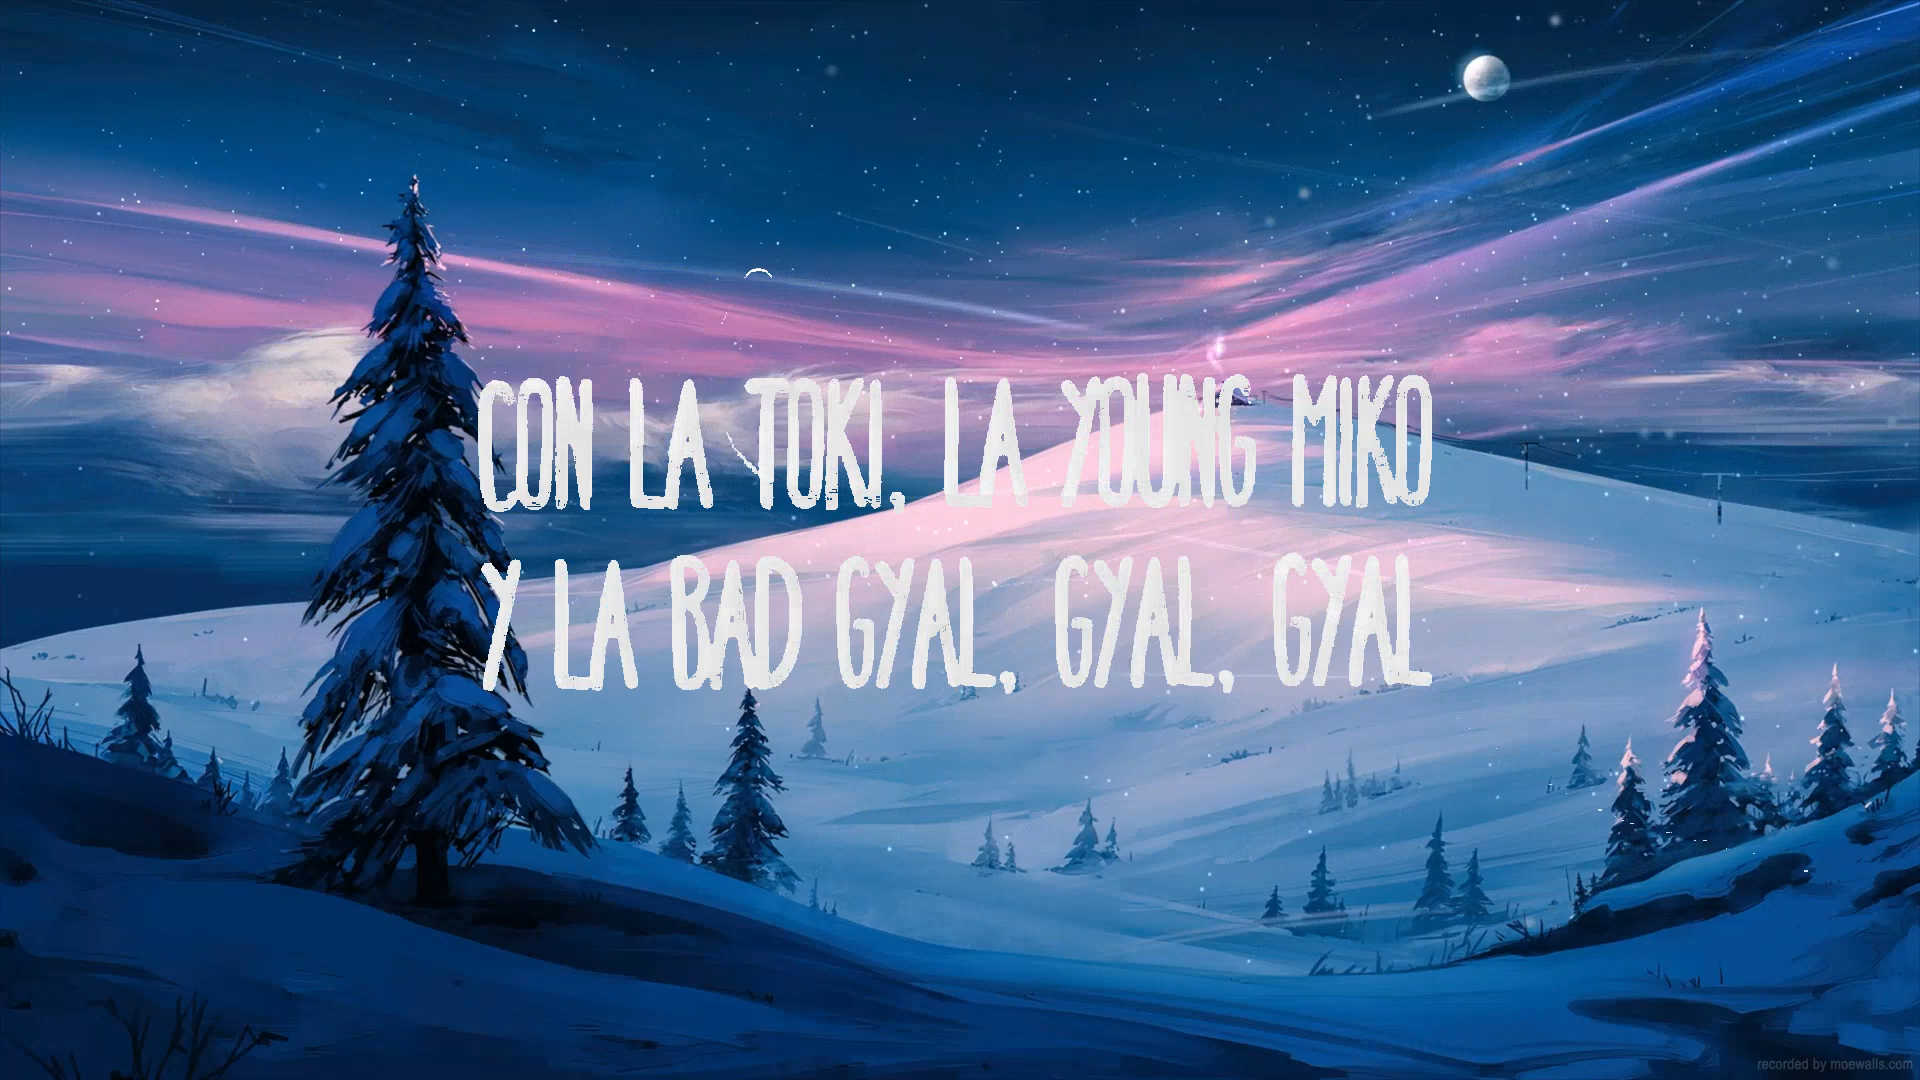 CON LA TOKI, LA YOUNG MIKO
Y LA BAD GYAL, GYAL, GYAL
recorded by moewalls.com